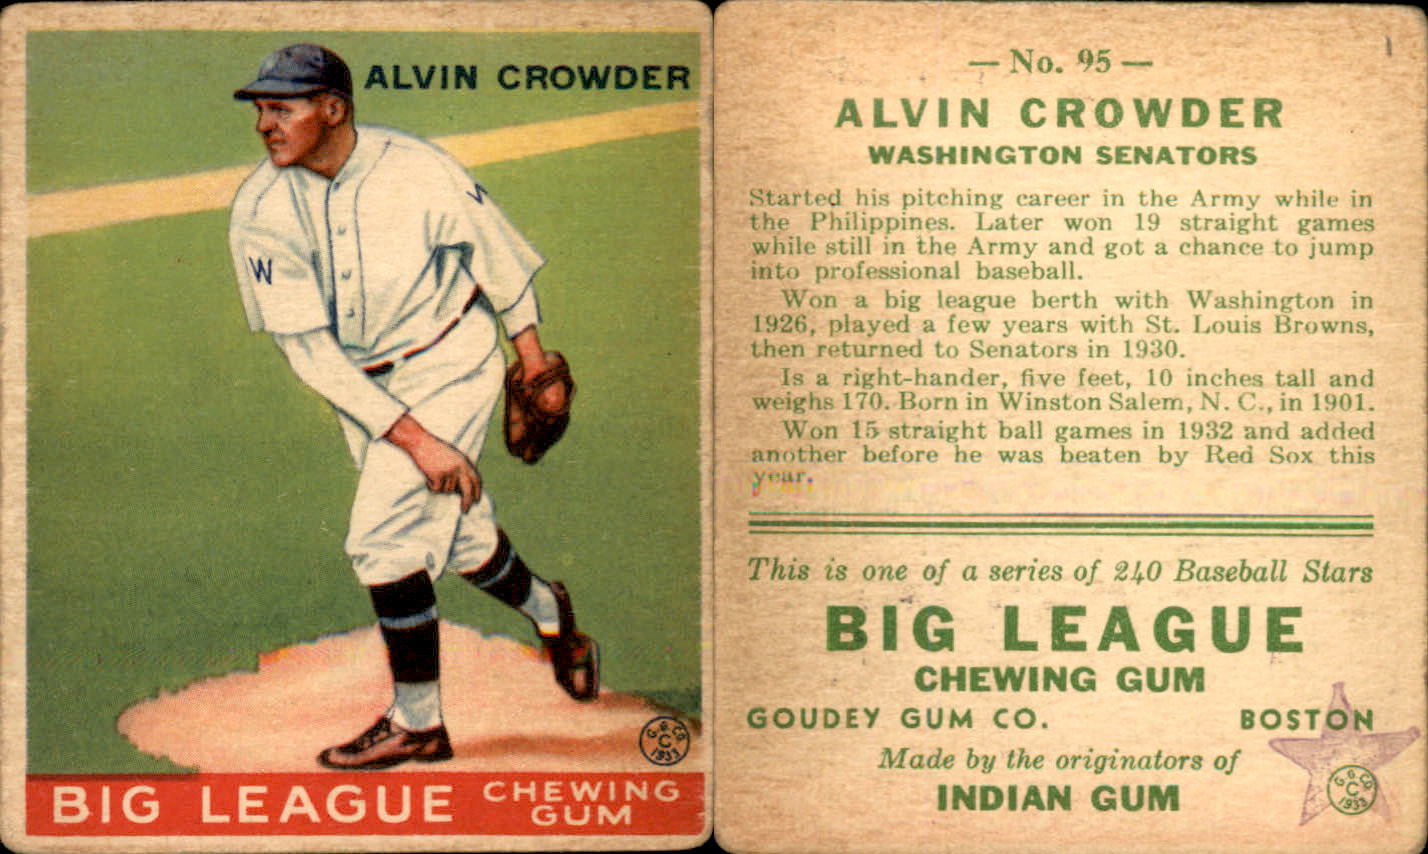 ALVIN CROWDER
W
W
G.G.CO.
C
1933
BIG LEAGUE CHEWING GUM
— No. 95 —
ALVIN CROWDER
WASHINGTON SENATORS
Started his pitching career in the Army while in
the Philippines. Later won 19 straight games
while still in the Army and got a chance to jump
into professional baseball.
Won a big league berth with Washington in
1926, played a few years with St. Louis Browns,
then returned to Senators in 1930.
Is a right-hander, five feet, 10 inches tall and
weighs 170. Born in Winston Salem, N. C., in 1901.
Won 15 straight ball games in 1932 and added
another before he was beaten by Red Sox this
year.
This is one of a series of 240 Baseball Stars
BIG LEAGUE
CHEWING GUM
GOUDEY GUM CO. BOSTON
Made by the originators of
INDIAN GUM
G.G.CO.
C
1933